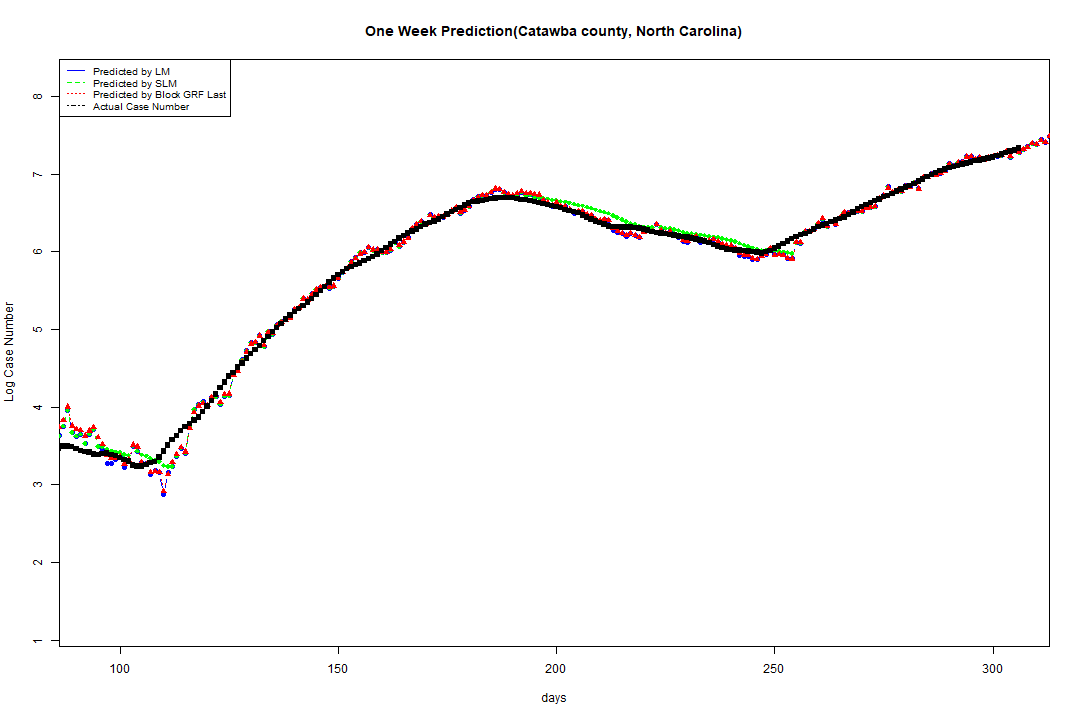 One Week Prediction(Catawba county, North Carolina)
Predicted by LM
Predicted by SLM
Predicted by Block GRF Last
Actual Case Number
8
7
6
5
4
3
2
1
Log Case Number
100 150 200 250 300
days